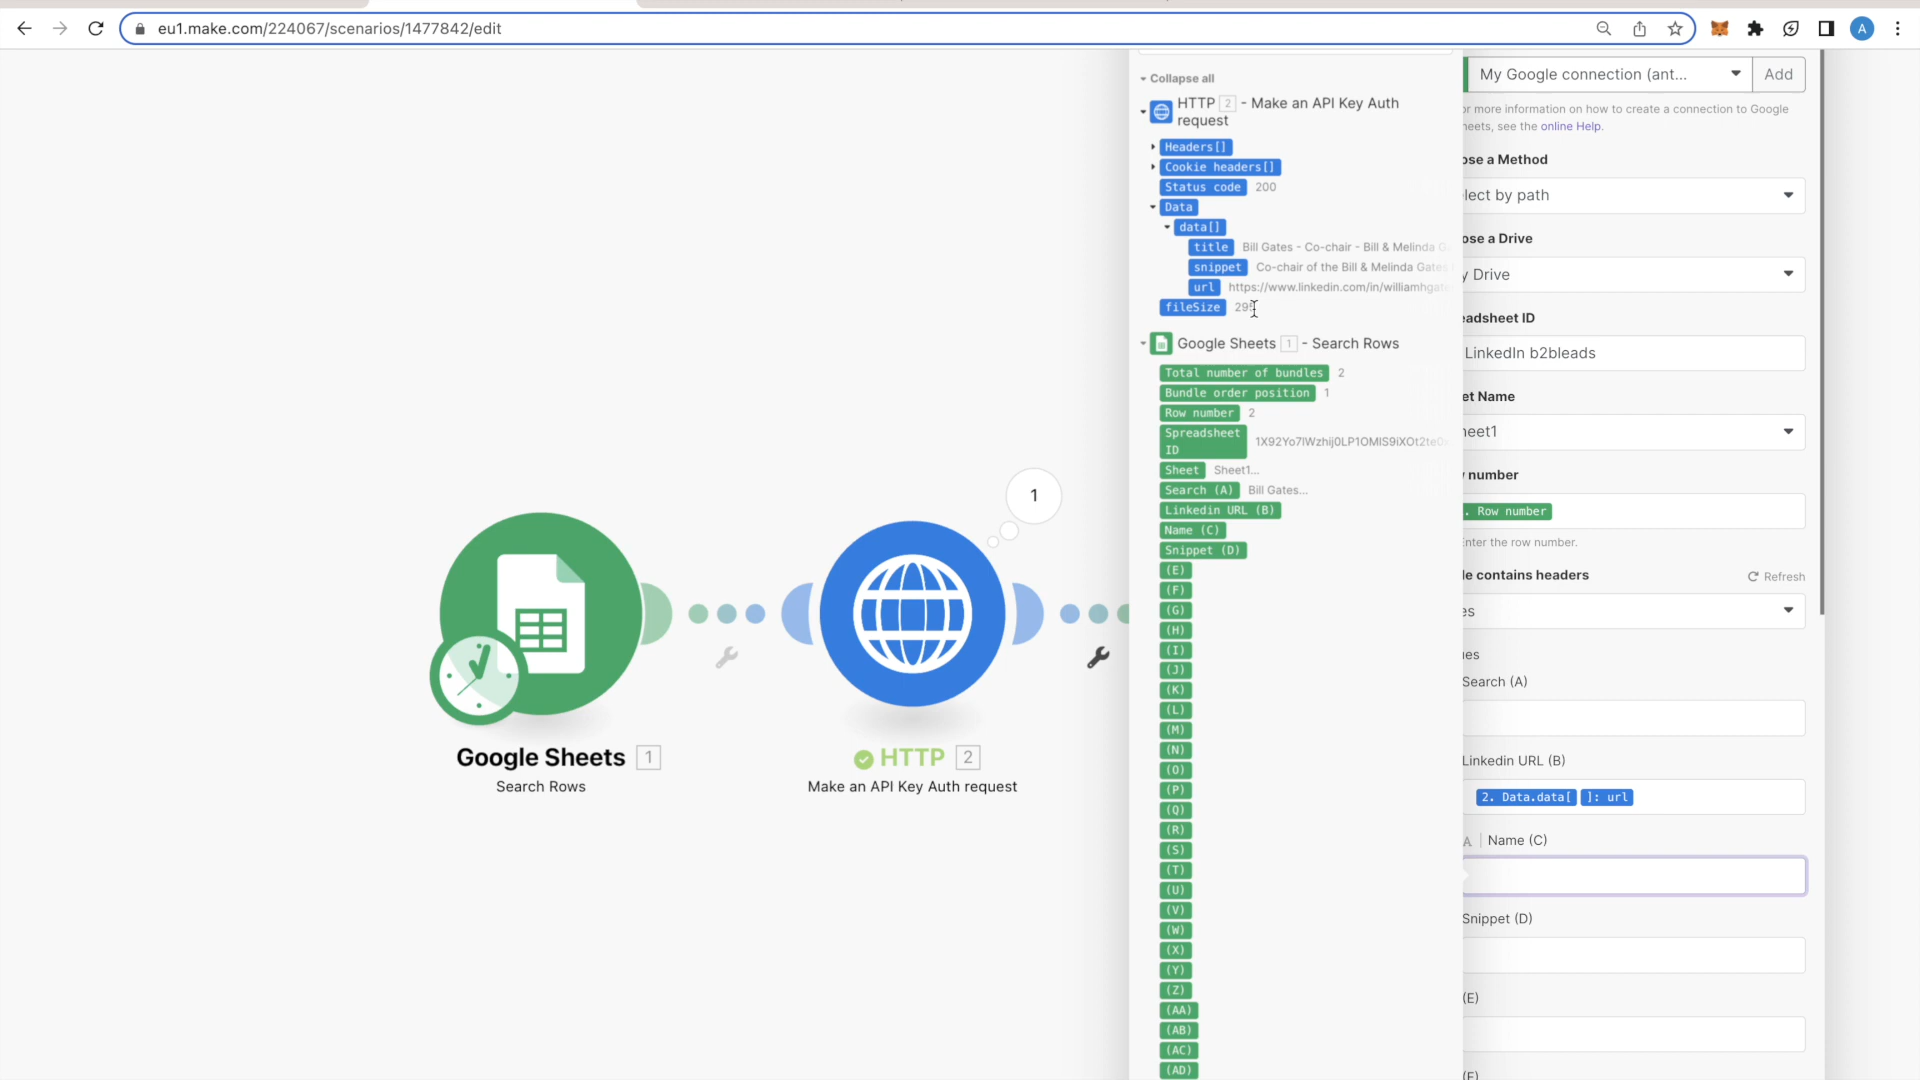 eu1.make.com/224067/scenarios/1477842/edit
A
Collapse all
HTTP 2 - Make an API Key Auth
request
Headers[]
Cookie headers[]
Status code 200
Data
data[]
title Bill Gates - Co-chair - Bill & Melinda G
snippet Co-chair of the Bill & Melinda Gates
url https://www.linkedin.com/in/williamhgate
fileSize 29
Google Sheets 1 - Search Rows
Total number of bundles 2
Bundle order position 1
Row number 2
Spreadsheet
ID 1X92Yo7lWzhij0LP1OMIS9iXOt2te0
Sheet Sheet1...
Search (A) Bill Gates...
Linkedin URL (B)
Name (C)
Snippet (D)
(E)
(F)
(G)
(H)
(I)
(J)
(K)
(L)
(M)
(N)
(O)
(P)
(Q)
(R)
(S)
(T)
(U)
(V)
(W)
(X)
(Y)
(Z)
(AA)
(AB)
(AC)
(AD)
1
Google Sheets 1
Search Rows
HTTP 2
Make an API Key Auth request
My Google connection (ant...
Add
or more information on how to create a connection to Google
heets, see the online Help.
ose a Method
lect by path
ose a Drive
y Drive
eadsheet ID
LinkedIn b2bleads
et Name
heet1
number
. Row number
Enter the row number.
le contains headers
Refresh
es
ues
Search (A)
Linkedin URL (B)
2. Data.data[ ]: url
A Name (C)
Snippet (D)
(E)
(F)